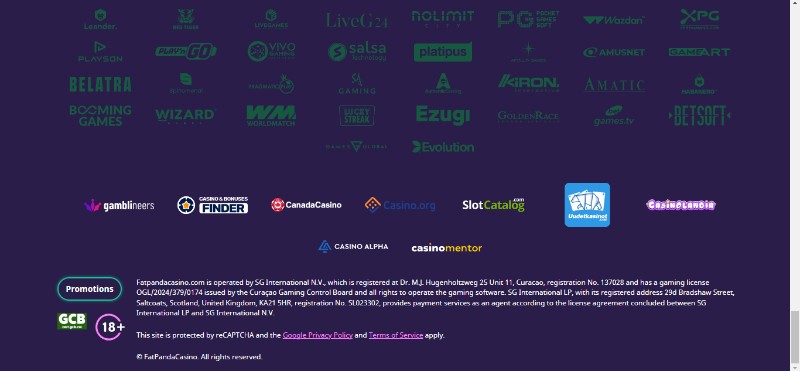 Leander
LIVEGAMES
LiveG24
NOLIMIT CITY
PG POCKET GAMES SOFT
Wazdan
XPG
PLAYSON
PLAY'N GO
VIVO GAMING
salsa technology
platipus
AMUSNET
GAMEART
BELATRA
GAMING
KIRON
AMATIC
HABANERO
BOOMING GAMES
WIZARD GAMES
WM WORLDMATCH
LUCKY STREAK
Ezugi
GOLDENRACE
games.tv
BETSOFT
GAMES GLOBAL
Evolution
gamblineers
CASINO & BONUSES FINDER
CanadaCasino
Casino.org
SlotCatalog.com
Uudetkasinot
CASINOLANDIA
CASINO ALPHA
casinomentor
Promotions
Fatpandacasino.com is operated by SG International N.V., which is registered at Dr. M.J. Hugenholtzweg 25 Unit 11, Curacao, registration No. 137028 and has a gaming license
OGL/2024/379/0174 issued by the Curaçao Gaming Control Board and all rights to operate the gaming software. SG International LP, with its registered address 29d Bradshaw Street,
Saltcoats, Scotland, United Kingdom, KA21 5HR, registration No. SL023302, provides payment services as an agent according to the license agreement concluded between SG
International LP and SG International N.V.
GCB
18+
This site is protected by reCAPTCHA and the Google Privacy Policy and Terms of Service apply.
© FatPandaCasino. All rights reserved.